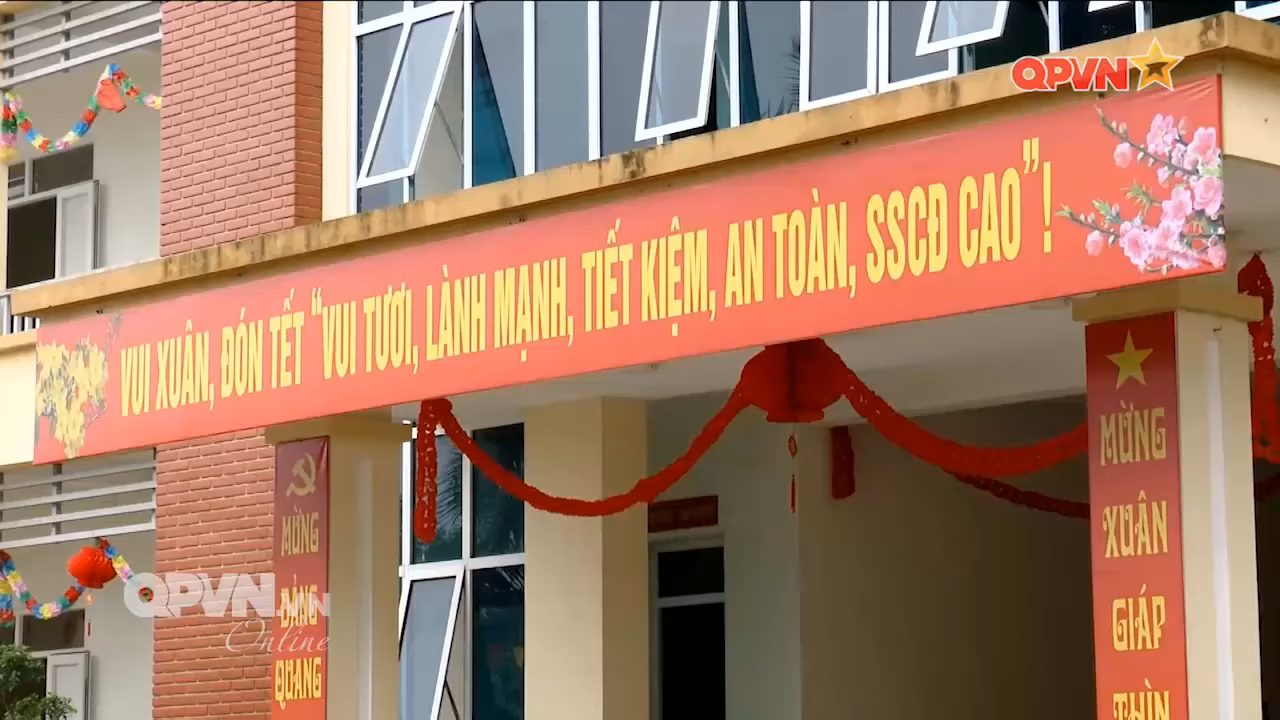 QPVN
VUI XUÂN, ĐÓN TẾT “VUI TƯƠI, LÀNH MẠNH, TIẾT KIỆM, AN TOÀN, SSCĐ CAO”!
MỪNG
ĐẢNG
QUANG
MỪNG
XUÂN
GIÁP
THÌN
QPVN.VN
Online